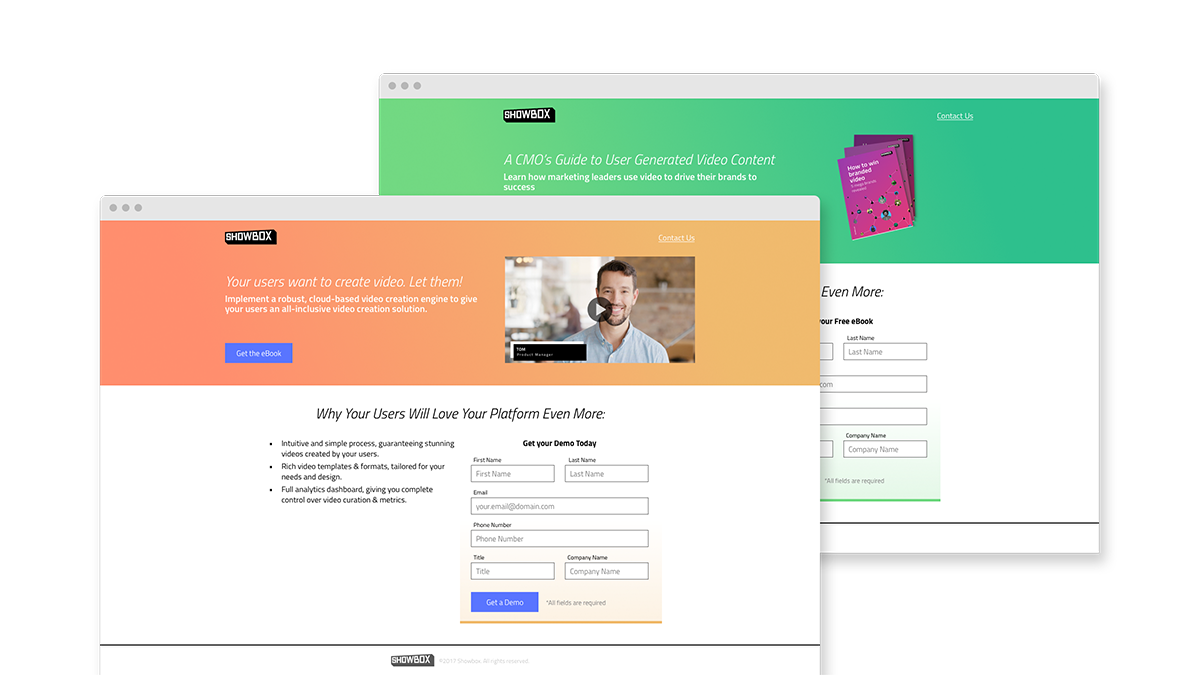 SHOWBOX
Contact Us
A CMO's Guide to User Generated Video Content
Learn how marketing leaders use video to drive their brands to
success
How to win
branded
video
5 mega brands
revealed
Even More:
your Free eBook
Last Name
Last Name
com
Company Name
Company Name
*All fields are required
SHOWBOX
Contact Us
Your users want to create video. Let them!
Implement a robust, cloud-based video creation engine to give
your users an all-inclusive video creation solution.
Get the eBook
TOM
Product Manager
Why Your Users Will Love Your Platform Even More:
• Intuitive and simple process, guaranteeing stunning
videos created by your users.
• Rich video templates & formats, tailored for your
needs and design.
• Full analytics dashboard, giving you complete
control over video curation & metrics.
Get your Demo Today
First Name Last Name
First Name Last Name
Email
your.email@domain.com
Phone Number
Phone Number
Title Company Name
Title Company Name
Get a Demo *All fields are required
SHOWBOX ©2017 Showbox. All rights reserved.